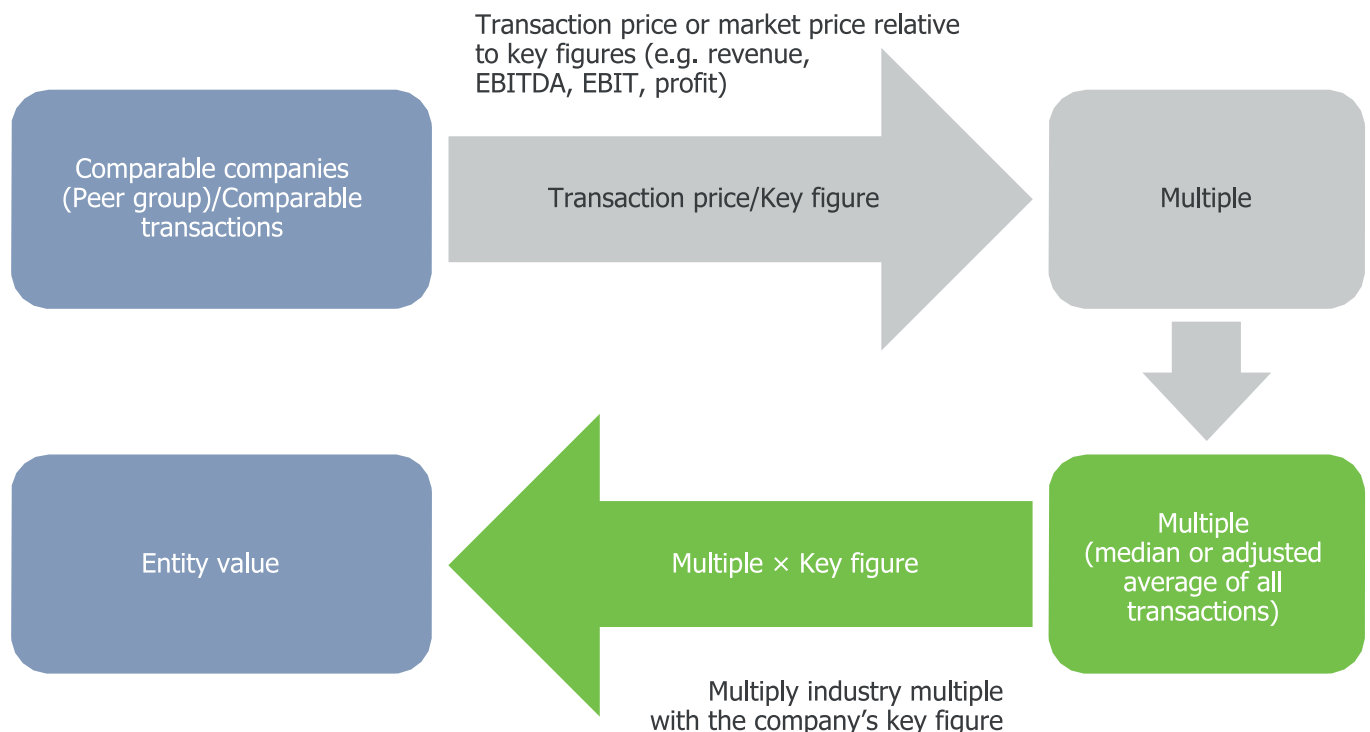 Transaction price or market price relative
to key figures (e.g. revenue,
EBITDA, EBIT, profit)
Comparable companies
(Peer group)/Comparable
transactions
Transaction price/Key figure
Multiple
Multiple
(median or adjusted
average of all
transactions)
Multiple × Key figure
Entity value
Multiply industry multiple
with the company’s key figure